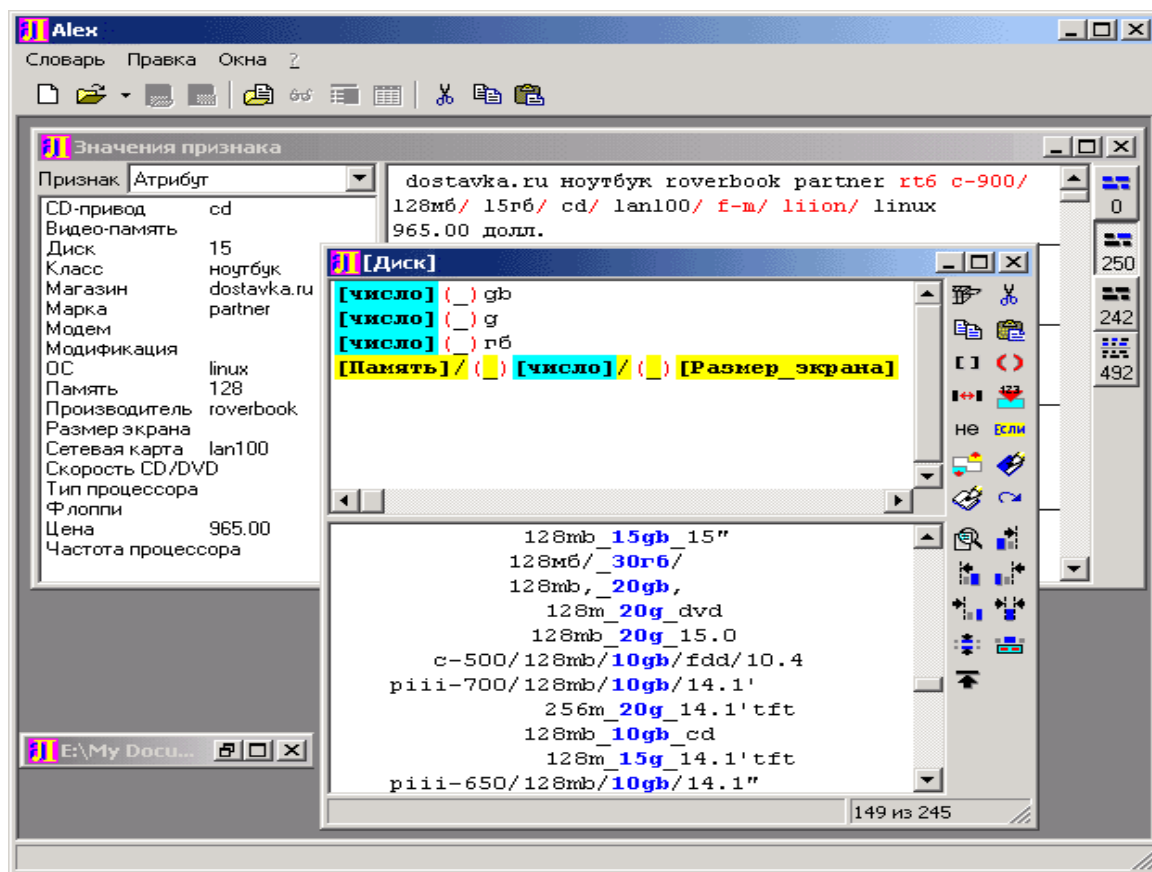 Alex
Словарь Правка Окна ?
Значения признака
Признак Атрибут
CD-привод cd
Видео-память
Диск 15
Класс ноутбук
Магазин dostavka.ru
Марка partner
Модем
Модификация
ОС linux
Память 128
Производитель roverbook
Размер экрана
Сетевая карта lan100
Скорость CD/DVD
Тип процессора
Флоппи
Цена 965.00
Частота процессора
dostavka.ru ноутбук roverbook partner rt6 c-900/
128мб/ 15гб/ cd/ lan100/ f-m/ liion/ linux
965.00 долл.
0
250
242
492
[Диск]
[число](_)gb
[число](_)g
[число](_)гб
[Память]/(_)[число]/(_)[Размер_экрана]
[ ] ( )
123
не Если
128mb_15gb_15"
128мб/_30гб/
128mb,_20gb,
128m_20g_dvd
128mb_20g_15.0
c-500/128mb/10gb/fdd/10.4
piii-700/128mb/10gb/14.1'
256m_20g_14.1'tft
128mb_10gb_cd
128m_15g_14.1'tft
piii-650/128mb/10gb/14.1"
149 из 245
E:\My Docu...